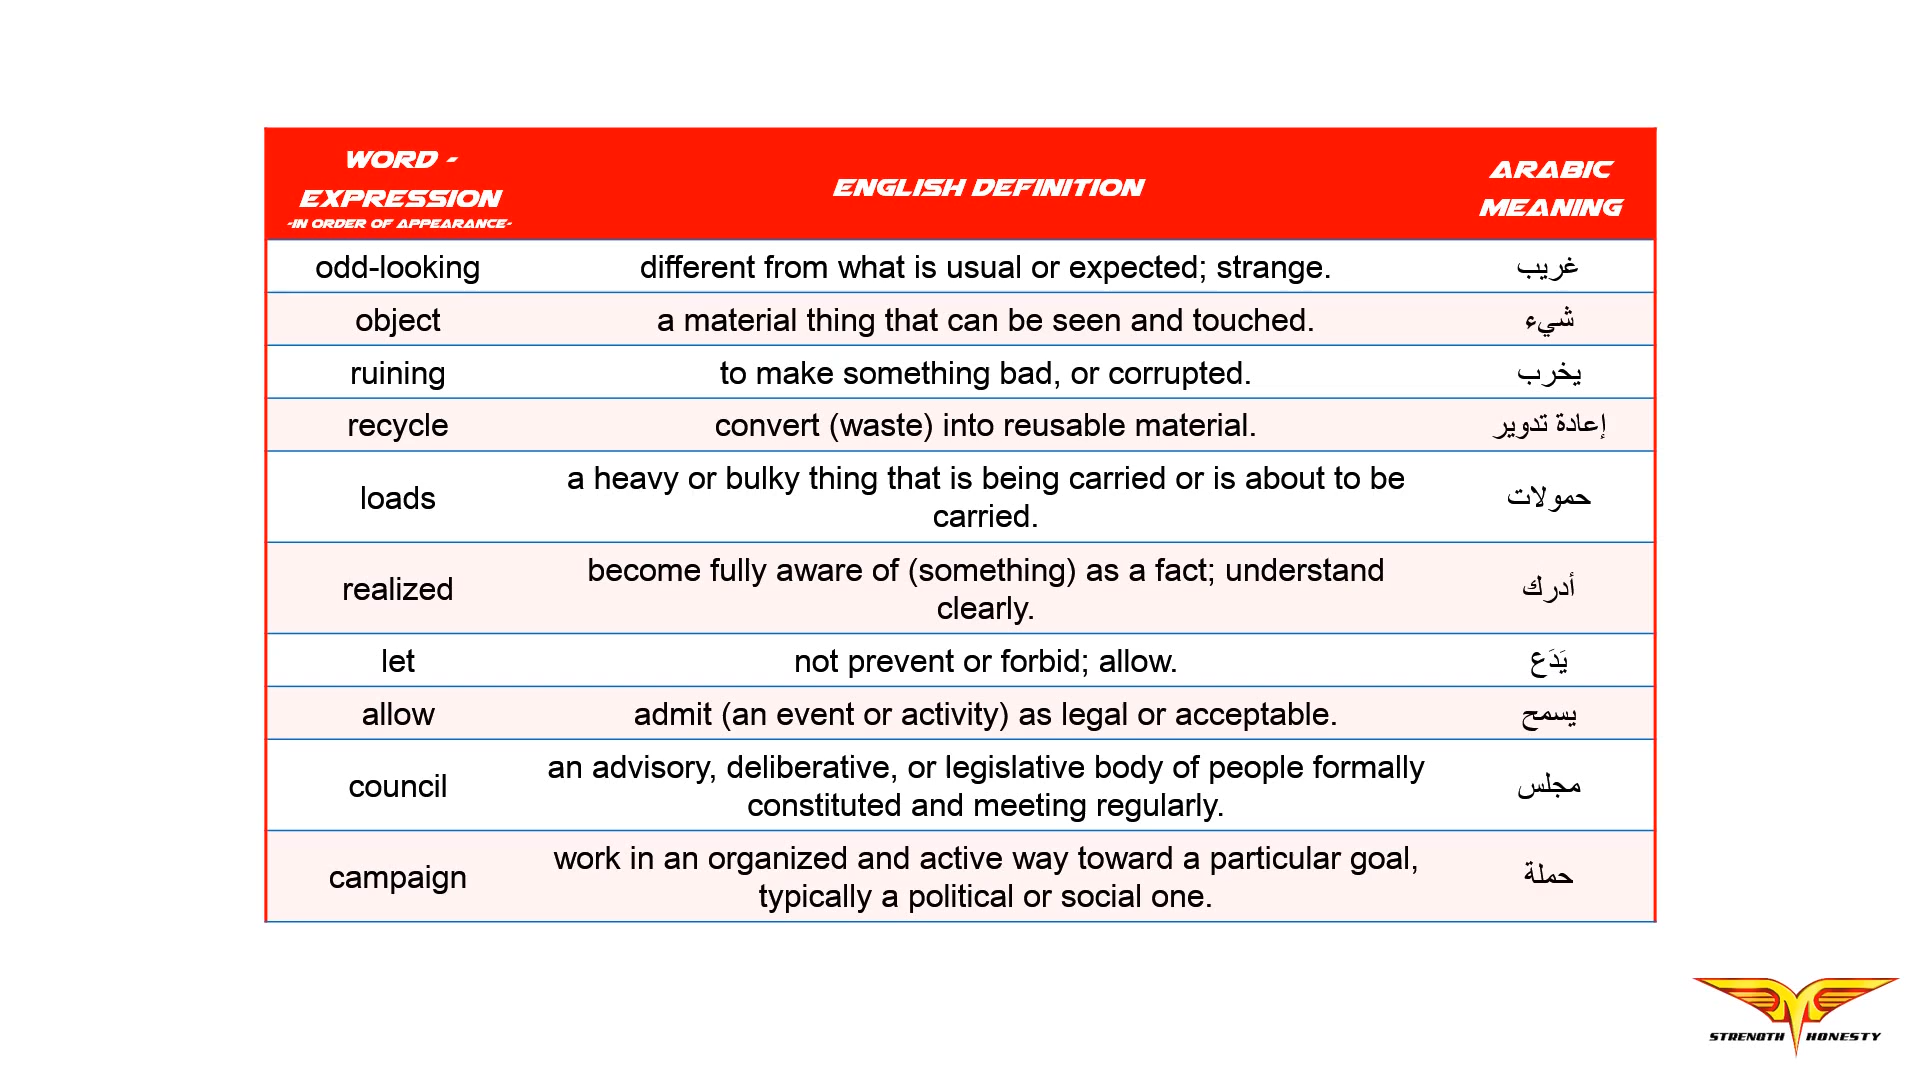 WORD -
EXPRESSION
-IN ORDER OF APPEARANCE-
ENGLISH DEFINITION
ARABIC
MEANING
odd-looking
different from what is usual or expected; strange.
غريب
object
a material thing that can be seen and touched.
شيء
ruining
to make something bad, or corrupted.
يخرب
recycle
convert (waste) into reusable material.
إعادة تدوير
loads
a heavy or bulky thing that is being carried or is about to be
carried.
حمولات
realized
become fully aware of (something) as a fact; understand
clearly.
أدرك
let
not prevent or forbid; allow.
يَدَع
allow
admit (an event or activity) as legal or acceptable.
يسمح
council
an advisory, deliberative, or legislative body of people formally
constituted and meeting regularly.
مجلس
campaign
work in an organized and active way toward a particular goal,
typically a political or social one.
حملة
STRENGTH HONESTY